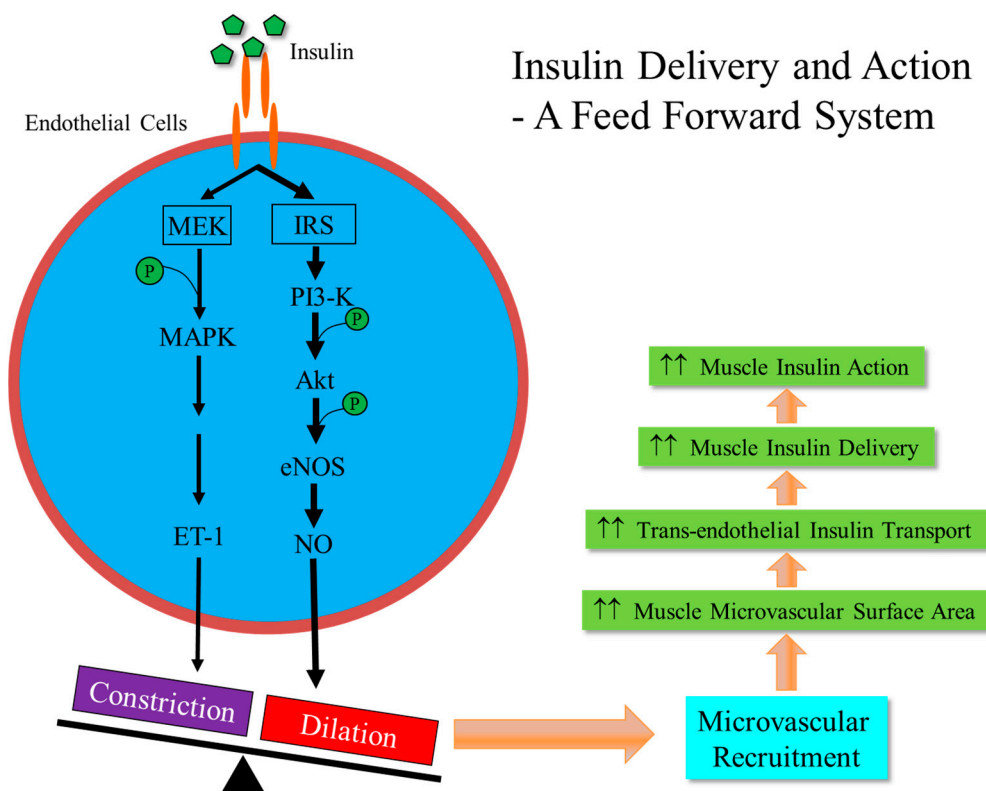 Insulin
Insulin Delivery and Action
- A Feed Forward System
Endothelial Cells
MEK
IRS
P
PI3-K
P
MAPK
Akt
P
eNOS
ET-1
NO
↑↑ Muscle Insulin Action
↑↑ Muscle Insulin Delivery
↑↑ Trans-endothelial Insulin Transport
↑↑ Muscle Microvascular Surface Area
Constriction
Dilation
Microvascular
Recruitment